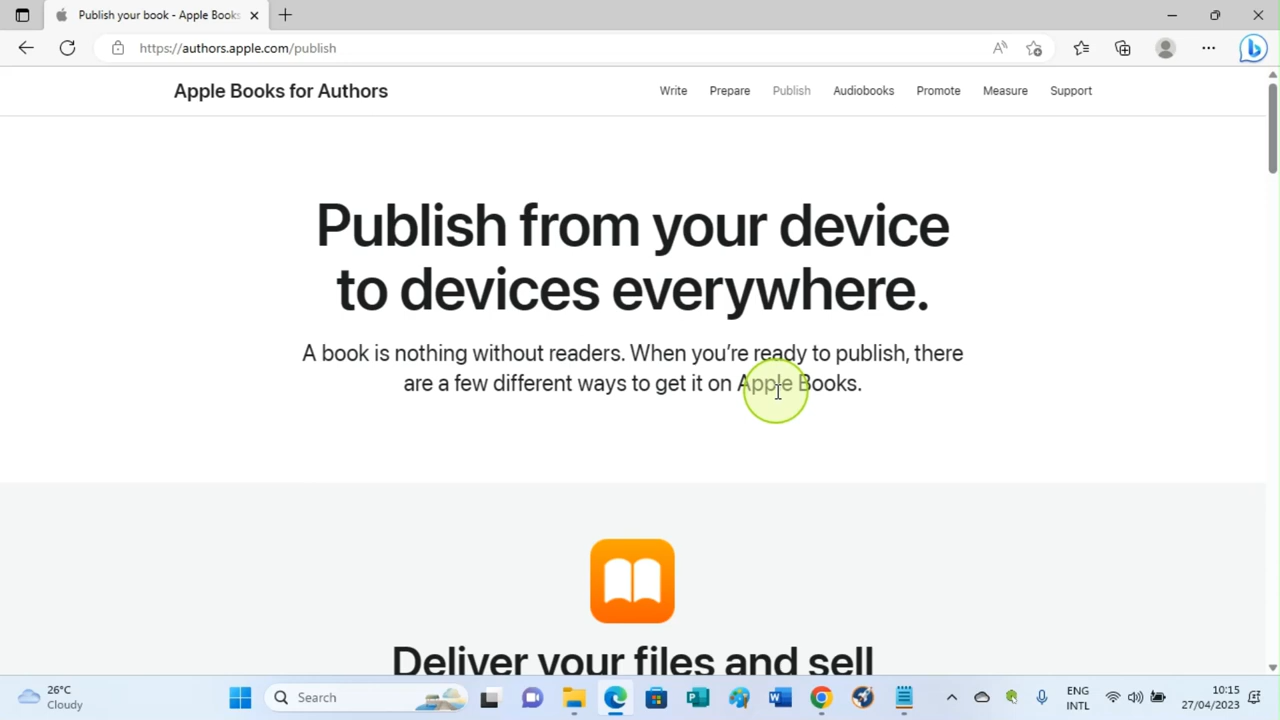 Publish your book - Apple Books
https://authors.apple.com/publish
Apple Books for Authors
Write Prepare Publish Audiobooks Promote Measure Support
Publish from your device
to devices everywhere.
A book is nothing without readers. When you’re ready to publish, there
are a few different ways to get it on Apple Books.
Deliver your files and sell
26°C
Cloudy
Search
ENG
INTL
10:15
27/04/2023